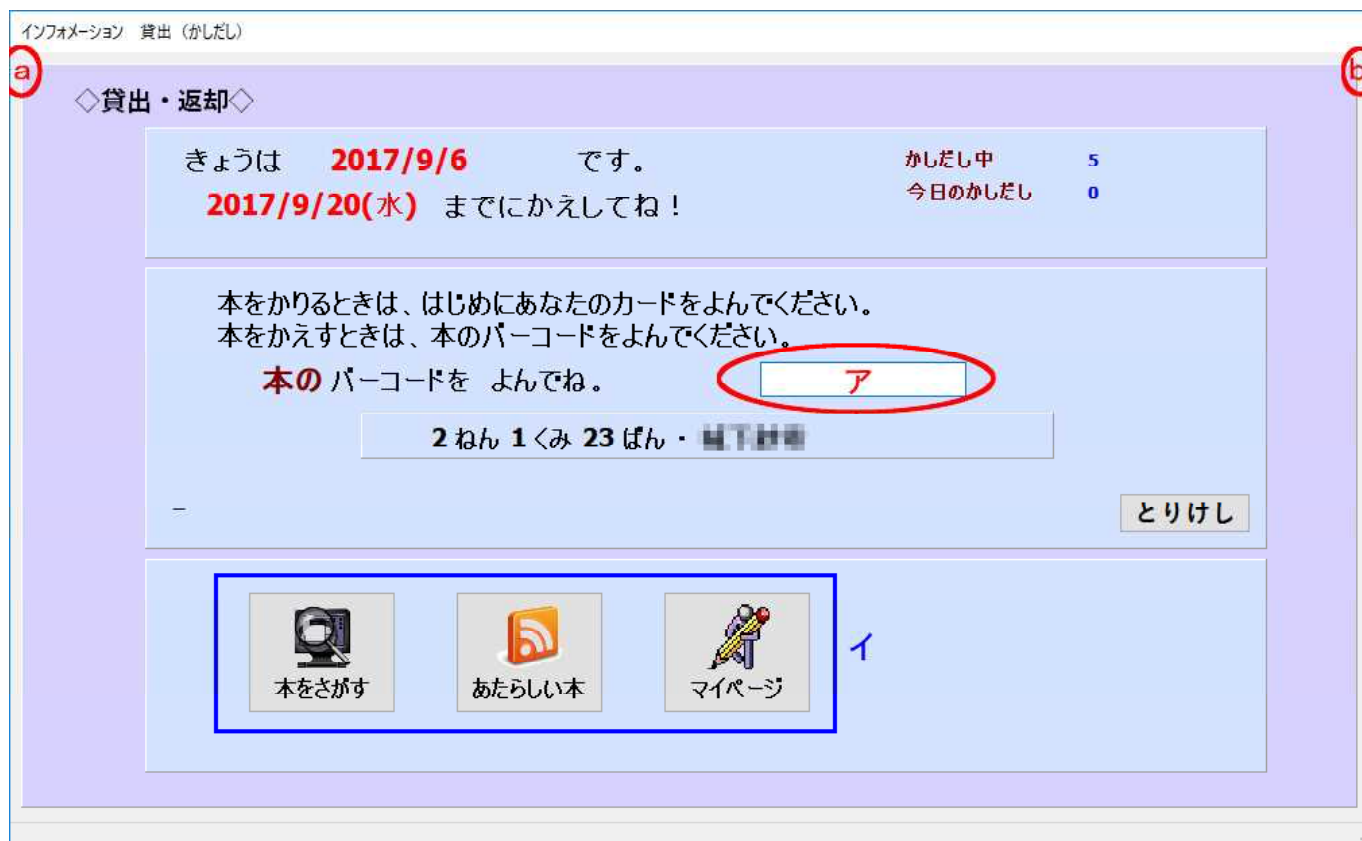 インフォメーション 貸出（かしだし）
a
b
◇貸出・返却◇
きょうは 2017/9/6 です。
かしだし中 5
2017/9/20(水) までにかえしてね！
今日のかしだし 0
本をかりるときは、はじめにあなたのカードをよんでください。
本をかえすときは、本のバーコードをよんでください。
本の バーコードを よんでね。
ア
2 ねん 1 くみ 23 ばん・
とりけし
本をさがす
あたらしい本
マイページ
イ